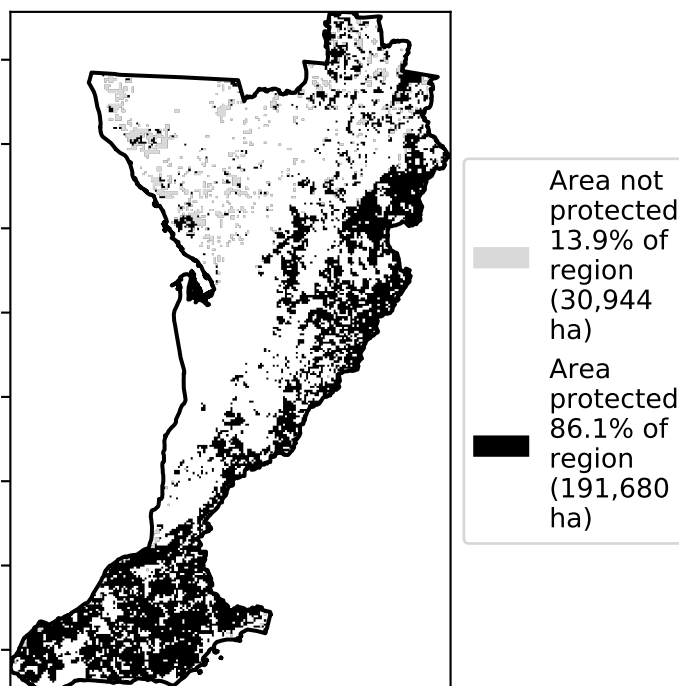 Area not
protected
13.9% of
region
(30,944
ha)
Area
protected
86.1% of
region
(191,680
ha)